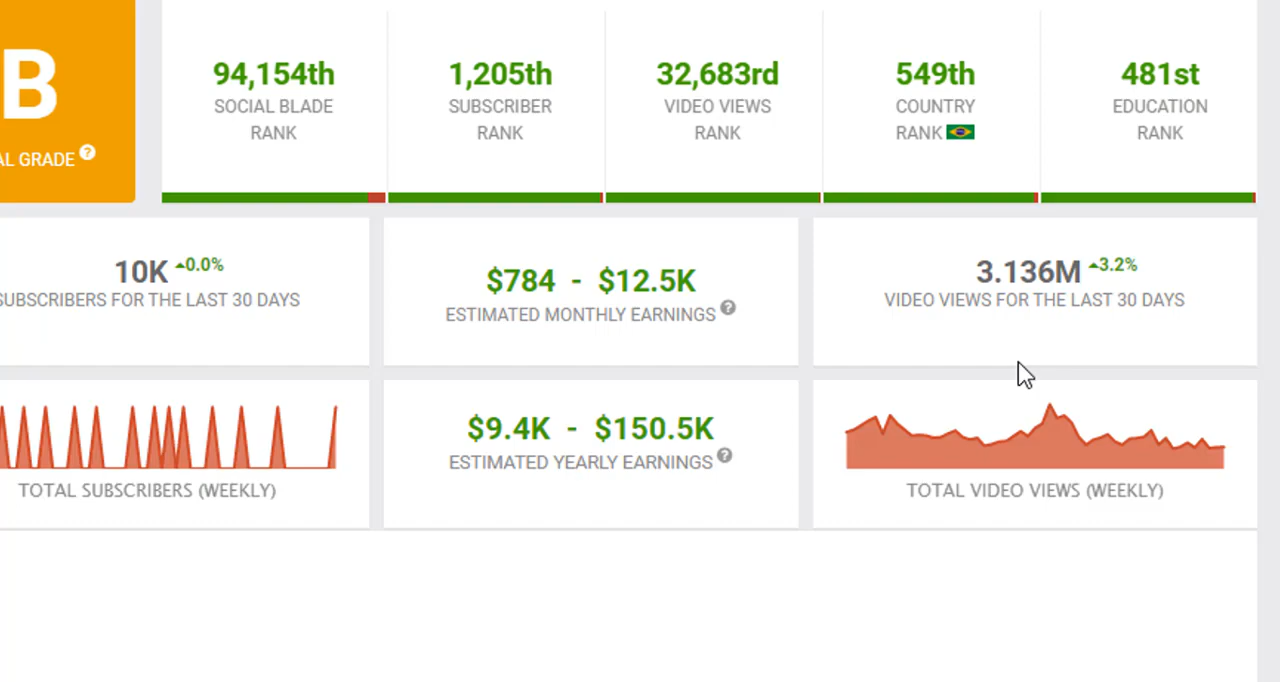 B
AL GRADE ?
94,154th
SOCIAL BLADE
RANK
1,205th
SUBSCRIBER
RANK
32,683rd
VIDEO VIEWS
RANK
549th
COUNTRY
RANK
481st
EDUCATION
RANK
10K 0.0%
SUBSCRIBERS FOR THE LAST 30 DAYS
$784 - $12.5K
ESTIMATED MONTHLY EARNINGS ?
3.136M 3.2%
VIDEO VIEWS FOR THE LAST 30 DAYS
TOTAL SUBSCRIBERS (WEEKLY)
$9.4K - $150.5K
ESTIMATED YEARLY EARNINGS ?
TOTAL VIDEO VIEWS (WEEKLY)